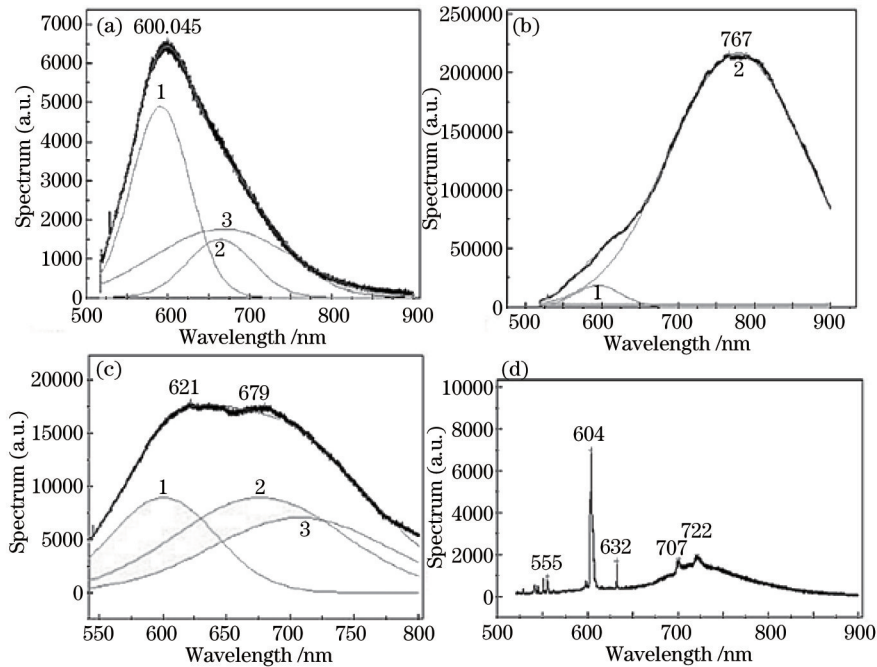 (a)
600.045
7000
6000
5000
4000
3000
2000
1000
0
1
3
2
500 600 700 800 900
Wavelength /nm
Spectrum (a.u.)
(b)
767
2
250000
200000
150000
100000
50000
0
1
500 600 700 800 900
Wavelength /nm
Spectrum (a.u.)
(c)
621 679
20000
15000
10000
5000
0
1 2
3
550 600 650 700 750 800
Wavelength /nm
Spectrum (a.u.)
(d)
10000
8000
6000
4000
2000
0
604
555 632 707 722
500 600 700 800 900
Wavelength /nm
Spectrum (a.u.)